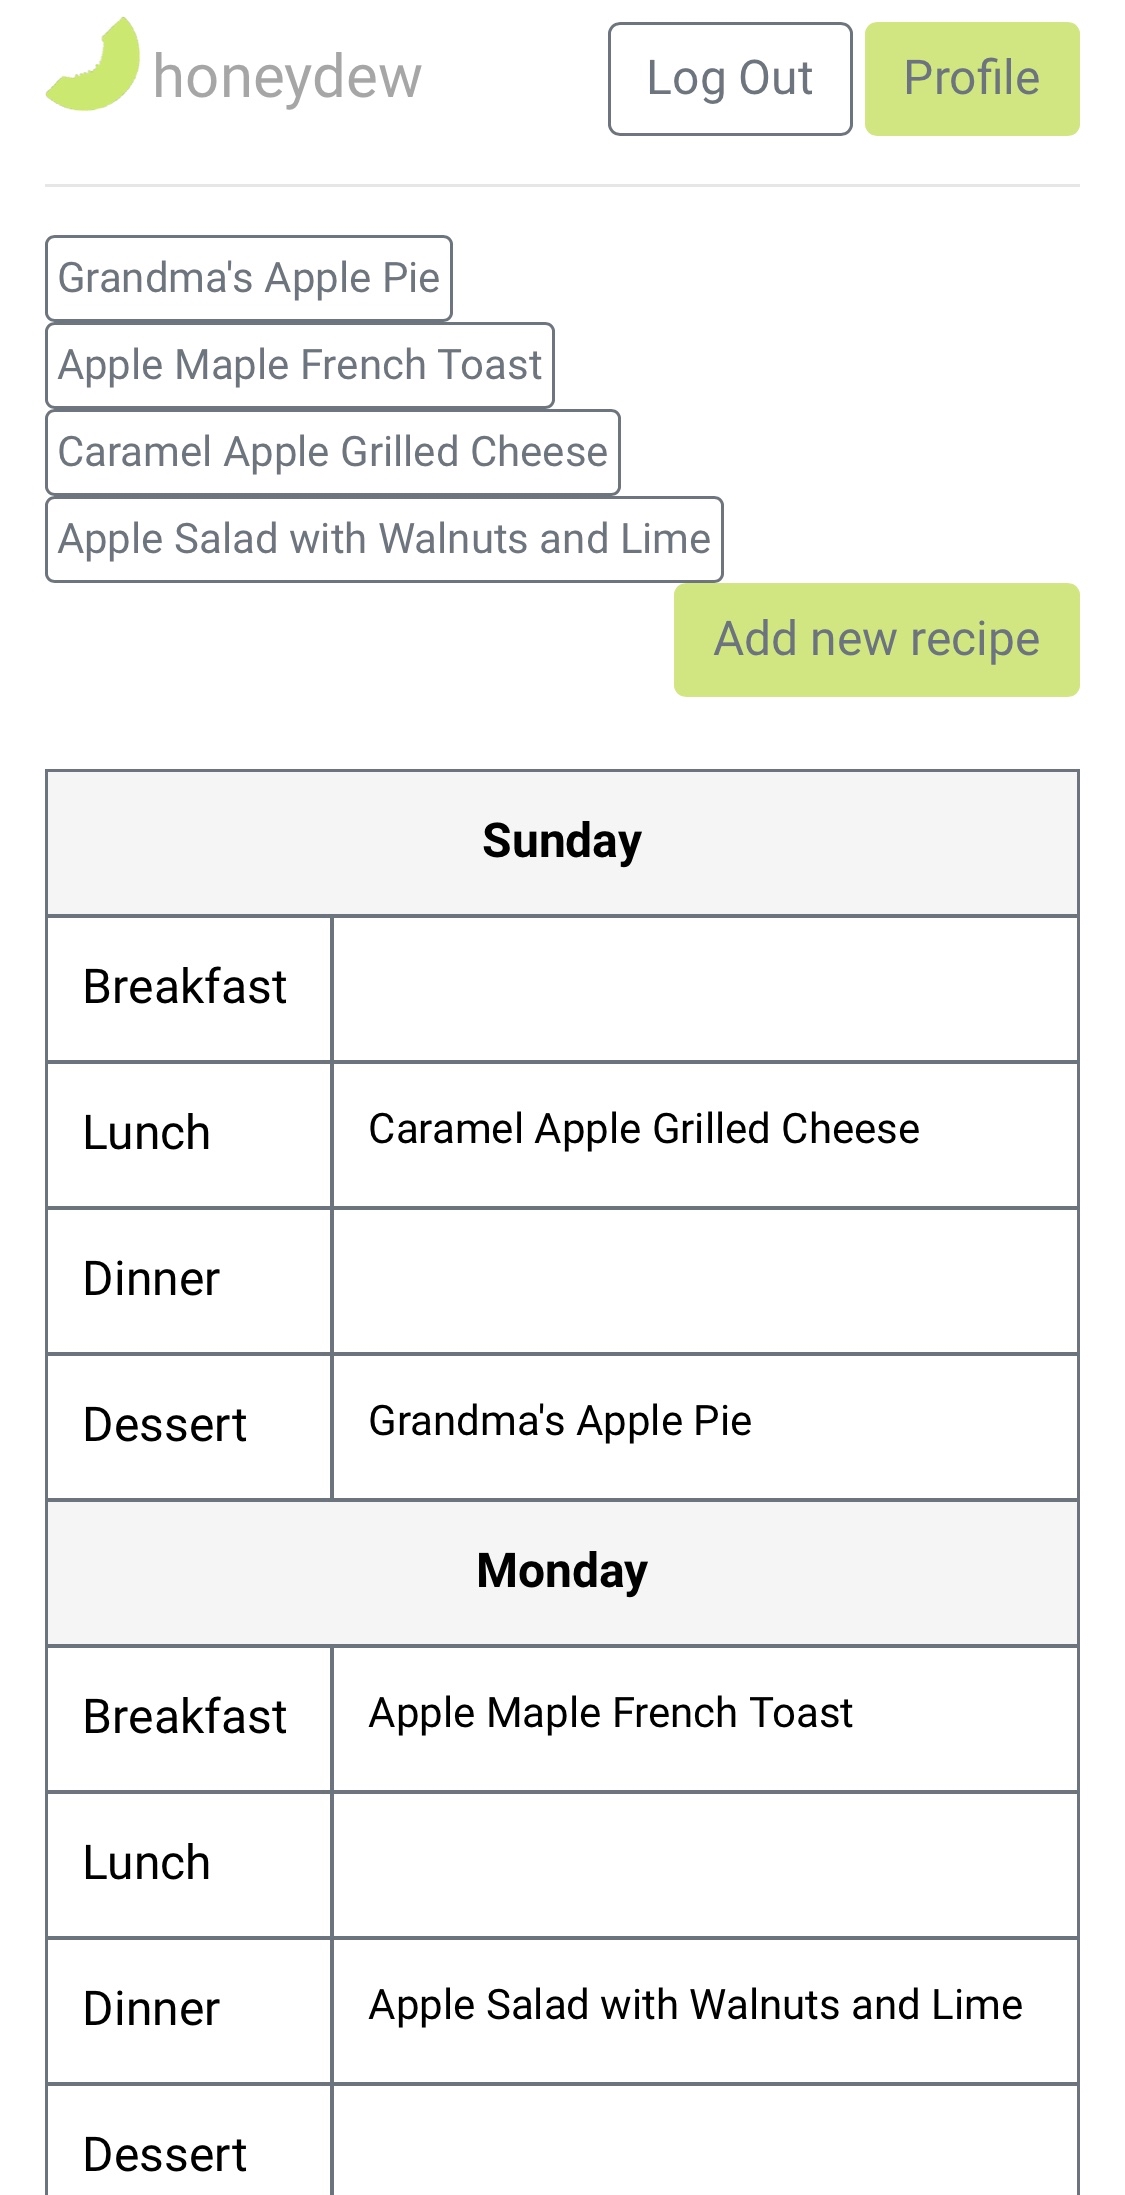 honeydew
Log Out
Profile
Grandma's Apple Pie
Apple Maple French Toast
Caramel Apple Grilled Cheese
Apple Salad with Walnuts and Lime
Add new recipe
Sunday
Breakfast
Lunch
Caramel Apple Grilled Cheese
Dinner
Dessert
Grandma's Apple Pie
Monday
Breakfast
Apple Maple French Toast
Lunch
Dinner
Apple Salad with Walnuts and Lime
Dessert